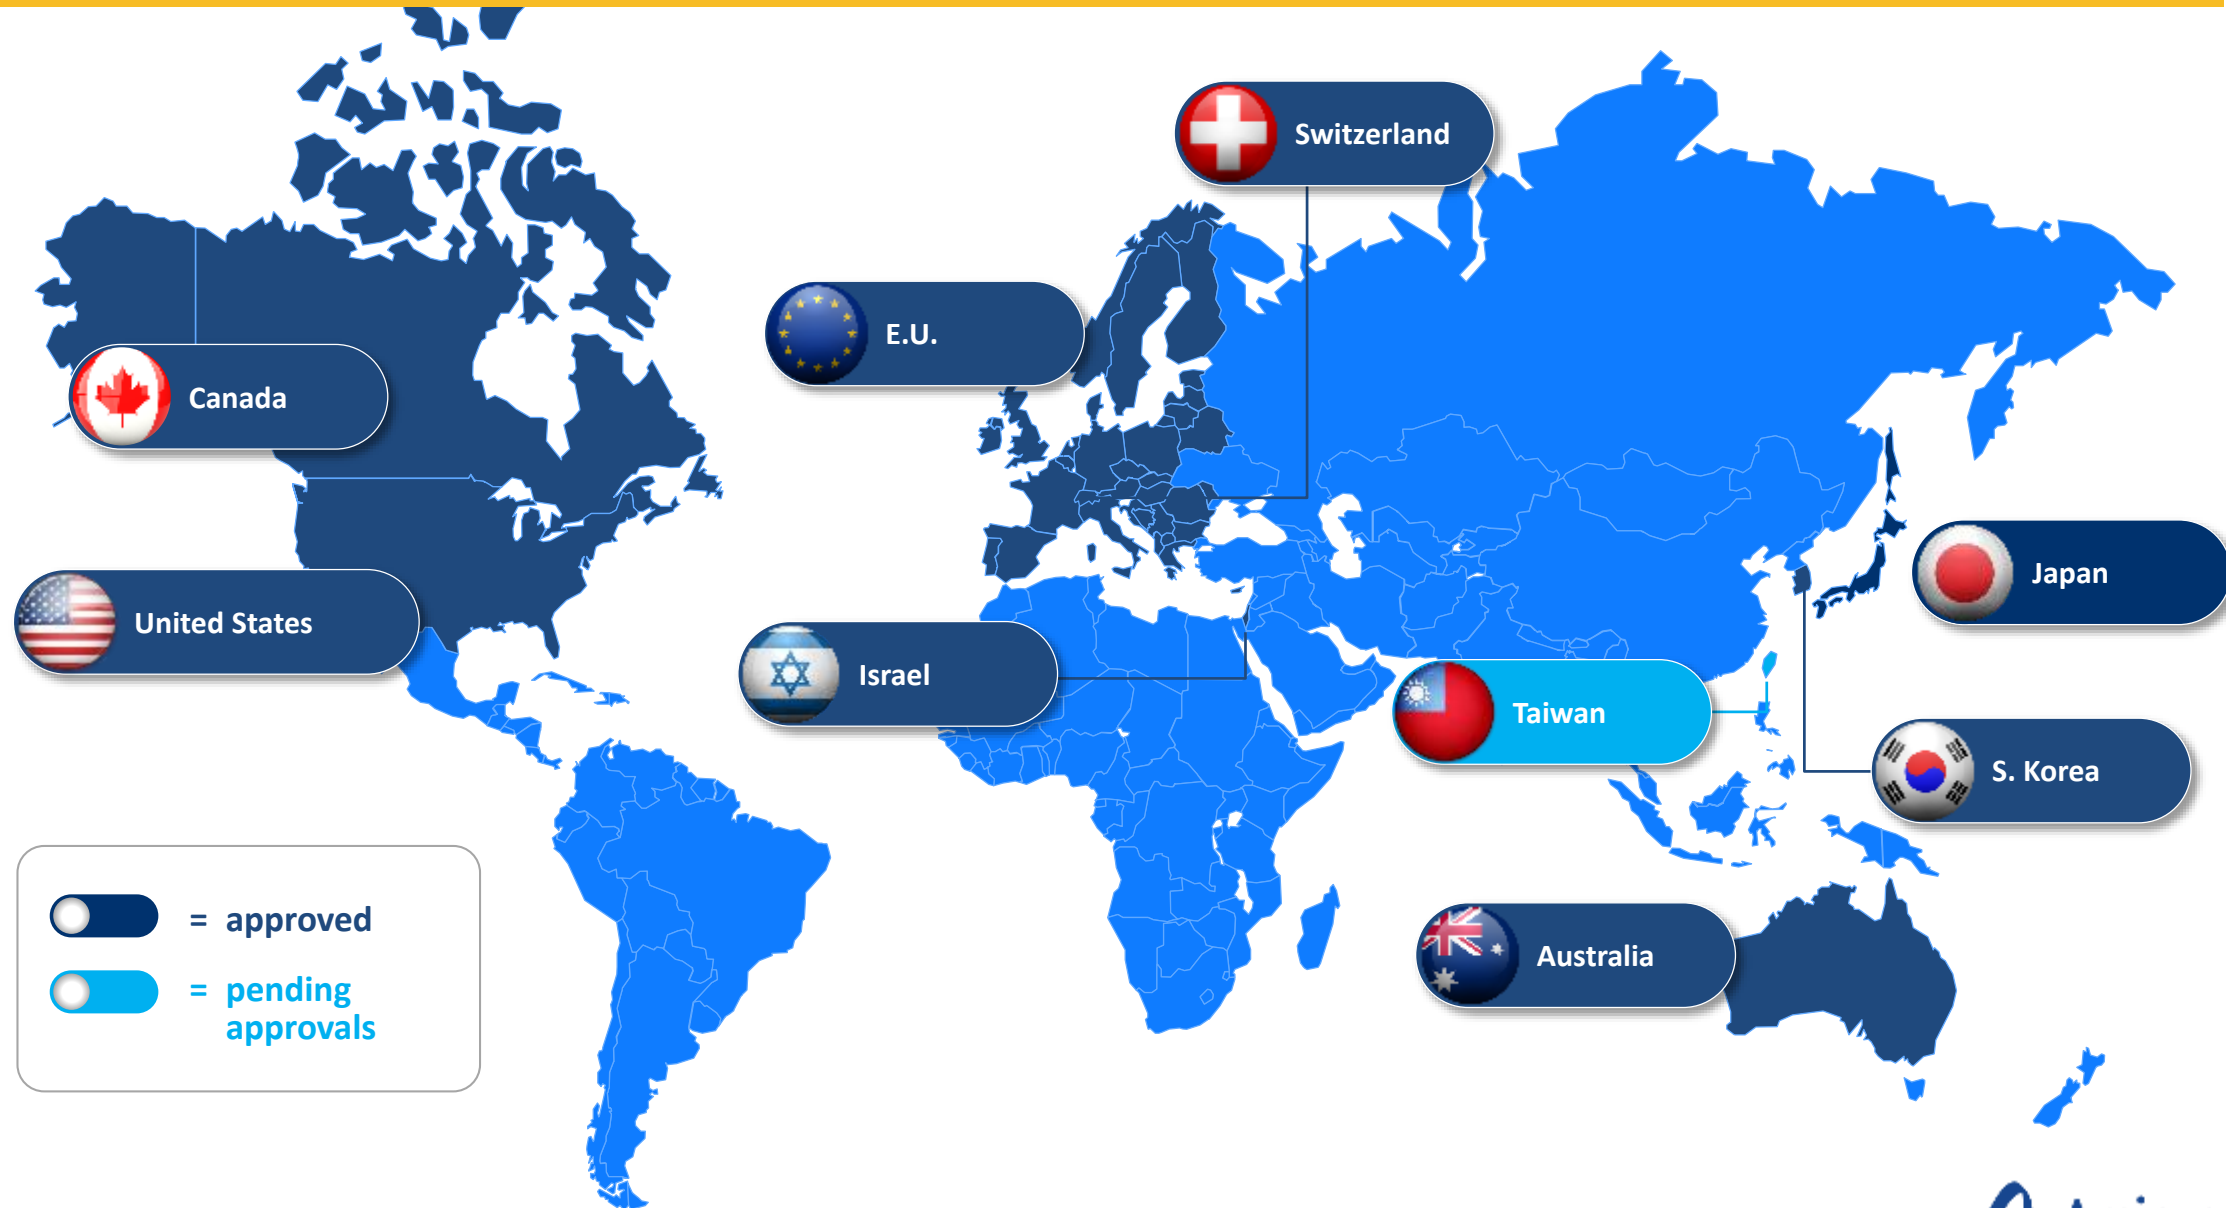 Switzerland
E.U.
Canada
Japan
United States
Israel
Taiwan
S. Korea
= approved
Australia
= pending
approvals